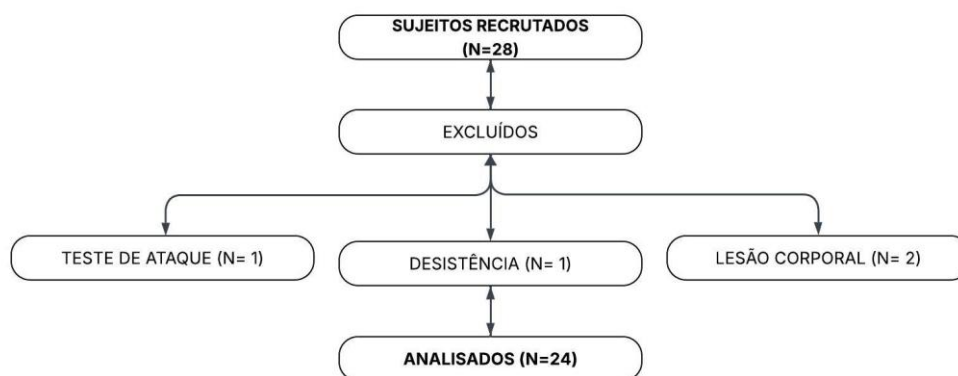 SUJEITOS RECRUTADOS
(N=28)
EXCLUÍDOS
TESTE DE ATAQUE (N= 1)
DESISTÊNCIA (N= 1)
LESÃO CORPORAL (N= 2)
ANALISADOS (N=24)